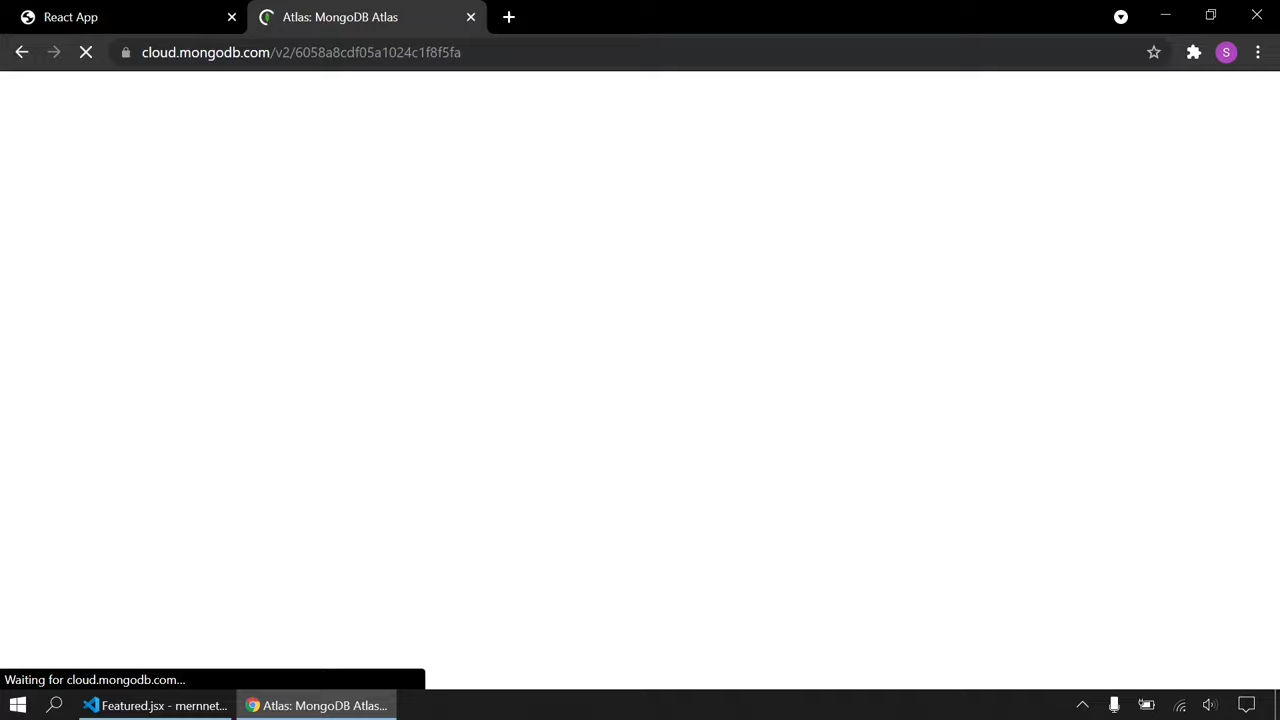 React App
Atlas: MongoDB Atlas
cloud.mongodb.com/v2/6058a8cdf05a1024c1f8f5fa
S
Waiting for cloud.mongodb.com...
Featured.jsx - mernnet...
Atlas: MongoDB Atlas...